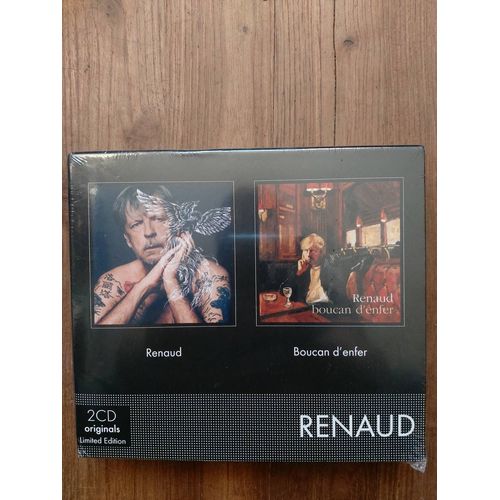 Renaud
boucan d'enfer
Renaud
Boucan d'enfer
2CD
originals
Limited Edition
RENAUD